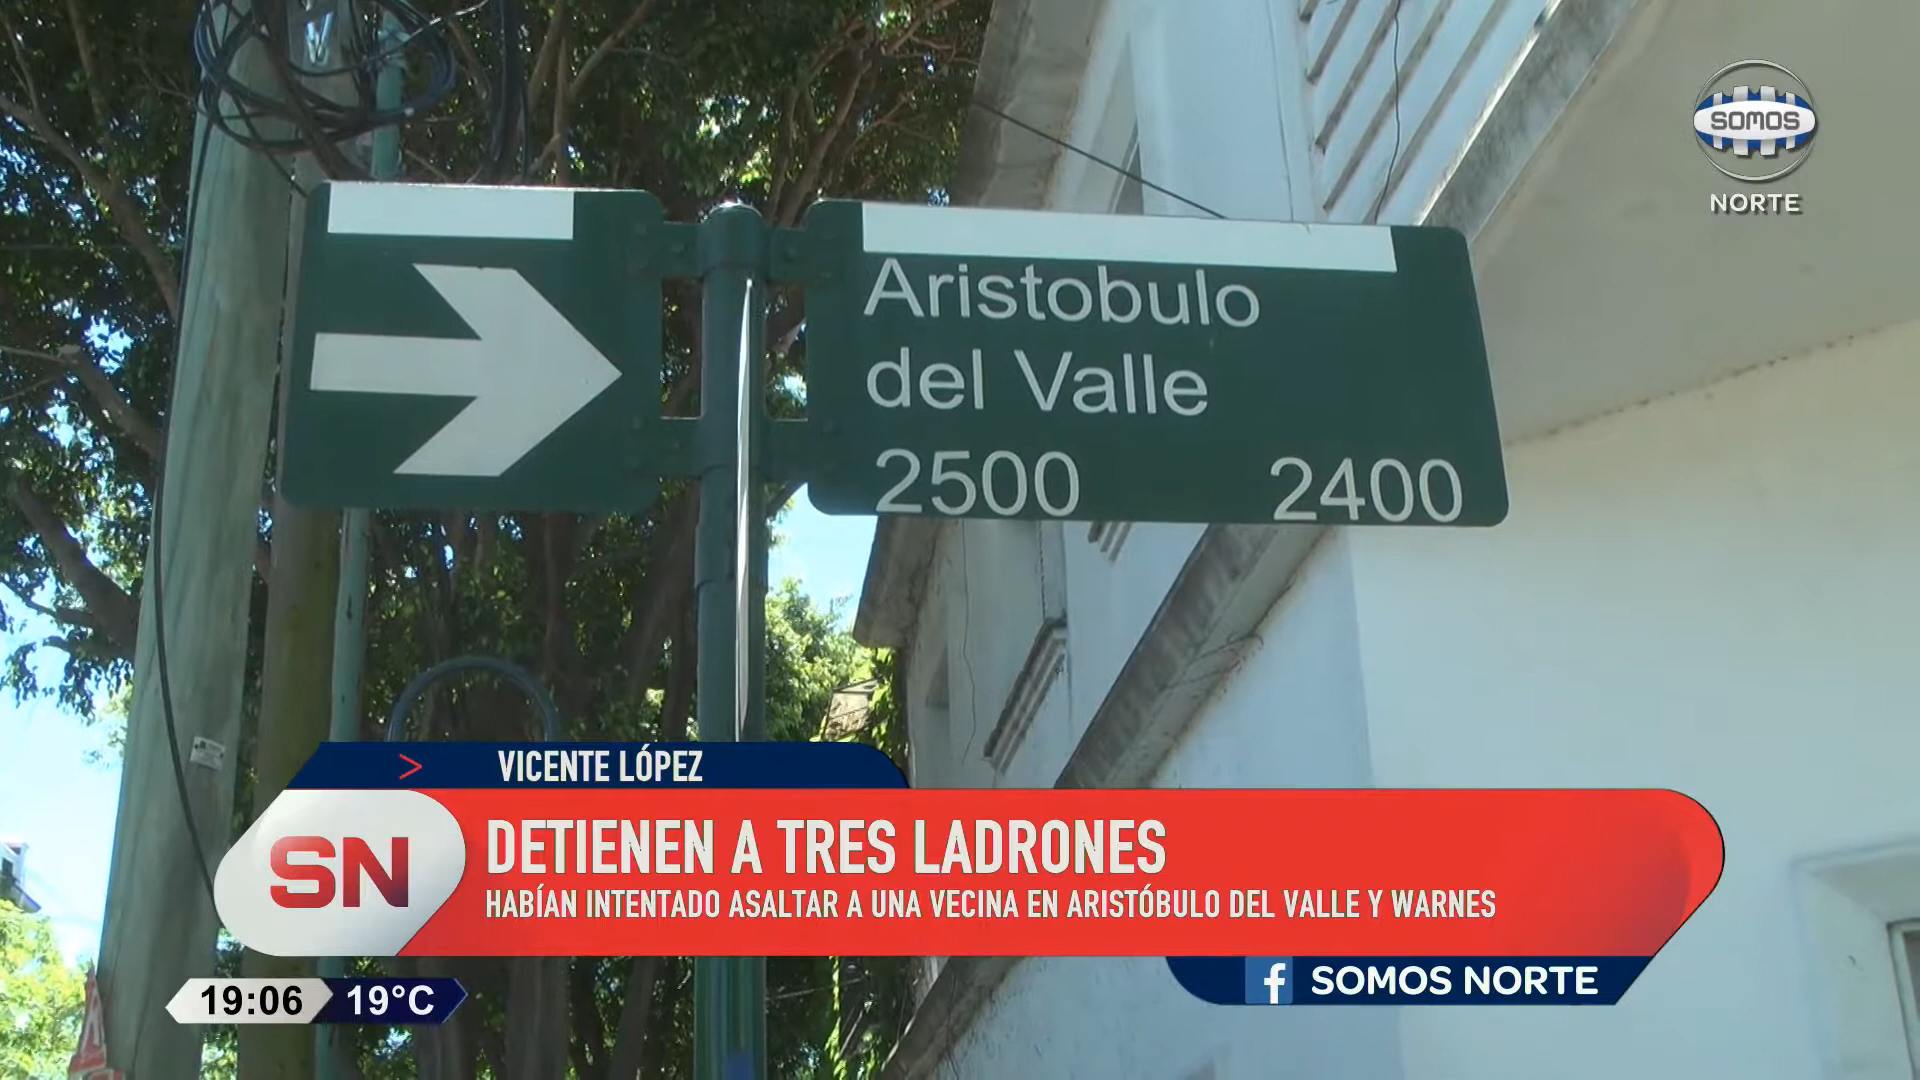 SOMOS
NORTE
Aristobulo
del Valle
2500 2400
> VICENTE LÓPEZ
SN
DETIENEN A TRES LADRONES
HABÍAN INTENTADO ASALTAR A UNA VECINA EN ARISTÓBULO DEL VALLE Y WARNES
f SOMOS NORTE
19:06 19°C